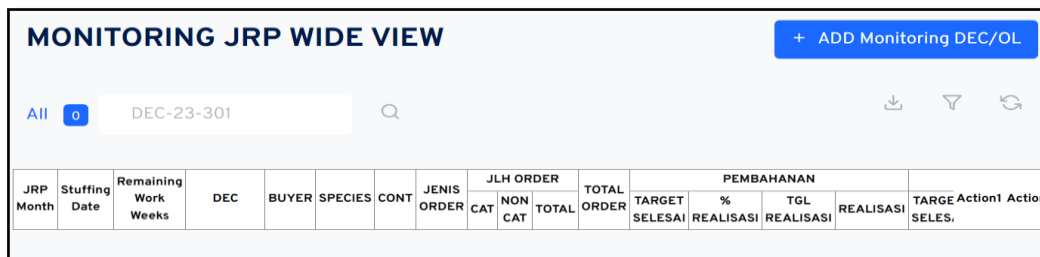 MONITORING JRP WIDE VIEW
+ ADD Monitoring DEC/OL
All 0 DEC-23-301
JRP Month
Stuffing Date
Remaining Work Weeks
DEC
BUYER
SPECIES
CONT
JENIS ORDER
JLH ORDER
CAT
NON CAT
TOTAL
TOTAL ORDER
PEMBAHANAN
TARGET SELESAI
% REALISASI
TGL REALISASI
REALISASI
Action1